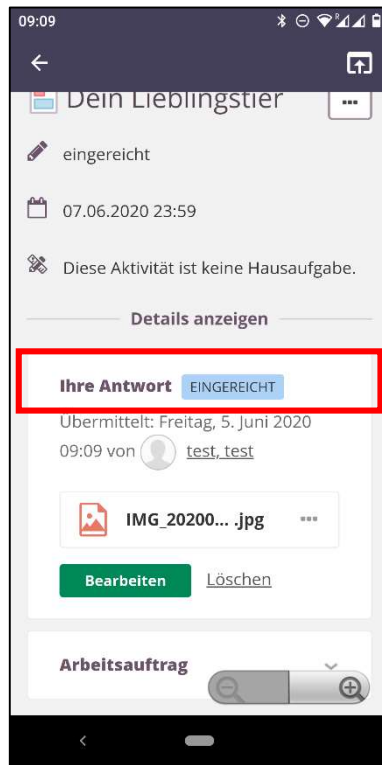 09:09
R
Dein Lieblingstier
eingereicht
07.06.2020 23:59
Diese Aktivität ist keine Hausaufgabe.
Details anzeigen
Ihre Antwort EINGEREICHT
Übermittelt: Freitag, 5. Juni 2020
09:09 von test, test
IMG_20200... .jpg
Bearbeiten Löschen
Arbeitsauftrag